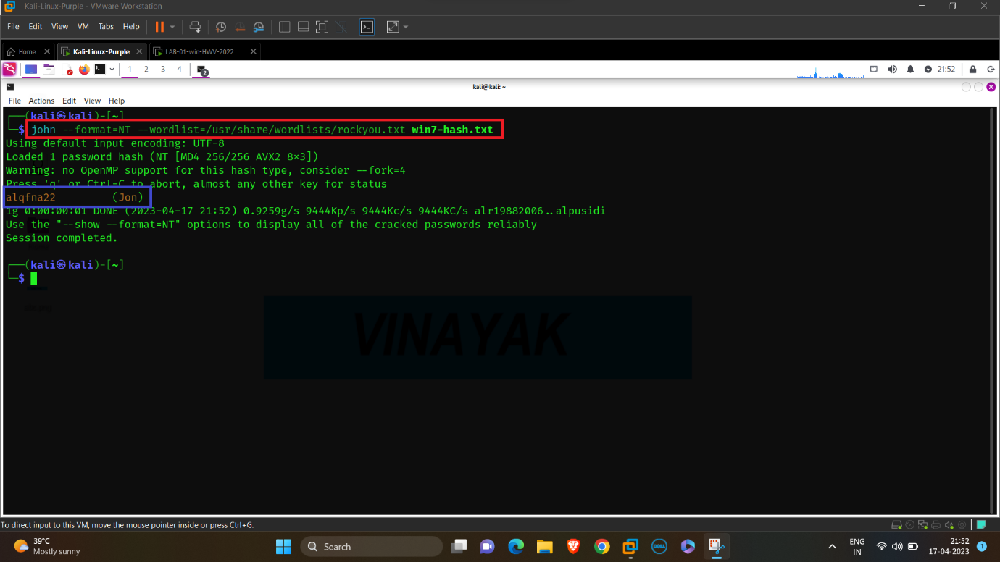 Kali-Linux-Purple - VMware Workstation
File Edit View VM Tabs Help
Home Kali-Linux-Purple LAB-01-win-HWV-2022
1 2 3 4 2 21:52
kali@kali: ~
File Actions Edit View Help
┌──(kali㉿kali)-[~]
└─$ john --format=NT --wordlist=/usr/share/wordlists/rockyou.txt win7-hash.txt
Using default input encoding: UTF-8
Loaded 1 password hash (NT [MD4 256/256 AVX2 8×3])
Warning: no OpenMP support for this hash type, consider --fork=4
Press 'q' or Ctrl-C to abort, almost any other key for status
alqfna22 (Jon)
1g 0:00:00:01 DONE (2023-04-17 21:52) 0.9259g/s 9444Kp/s 9444Kc/s 9444KC/s alr19882006..alpusidi
Use the "--show --format=NT" options to display all of the cracked passwords reliably
Session completed.
┌──(kali㉿kali)-[~]
└─$
VINAYAK
To direct input to this VM, move the mouse pointer inside or press Ctrl+G.
39°C
Mostly sunny
Search
DELL
ENG
IN
21:52
17-04-2023
1